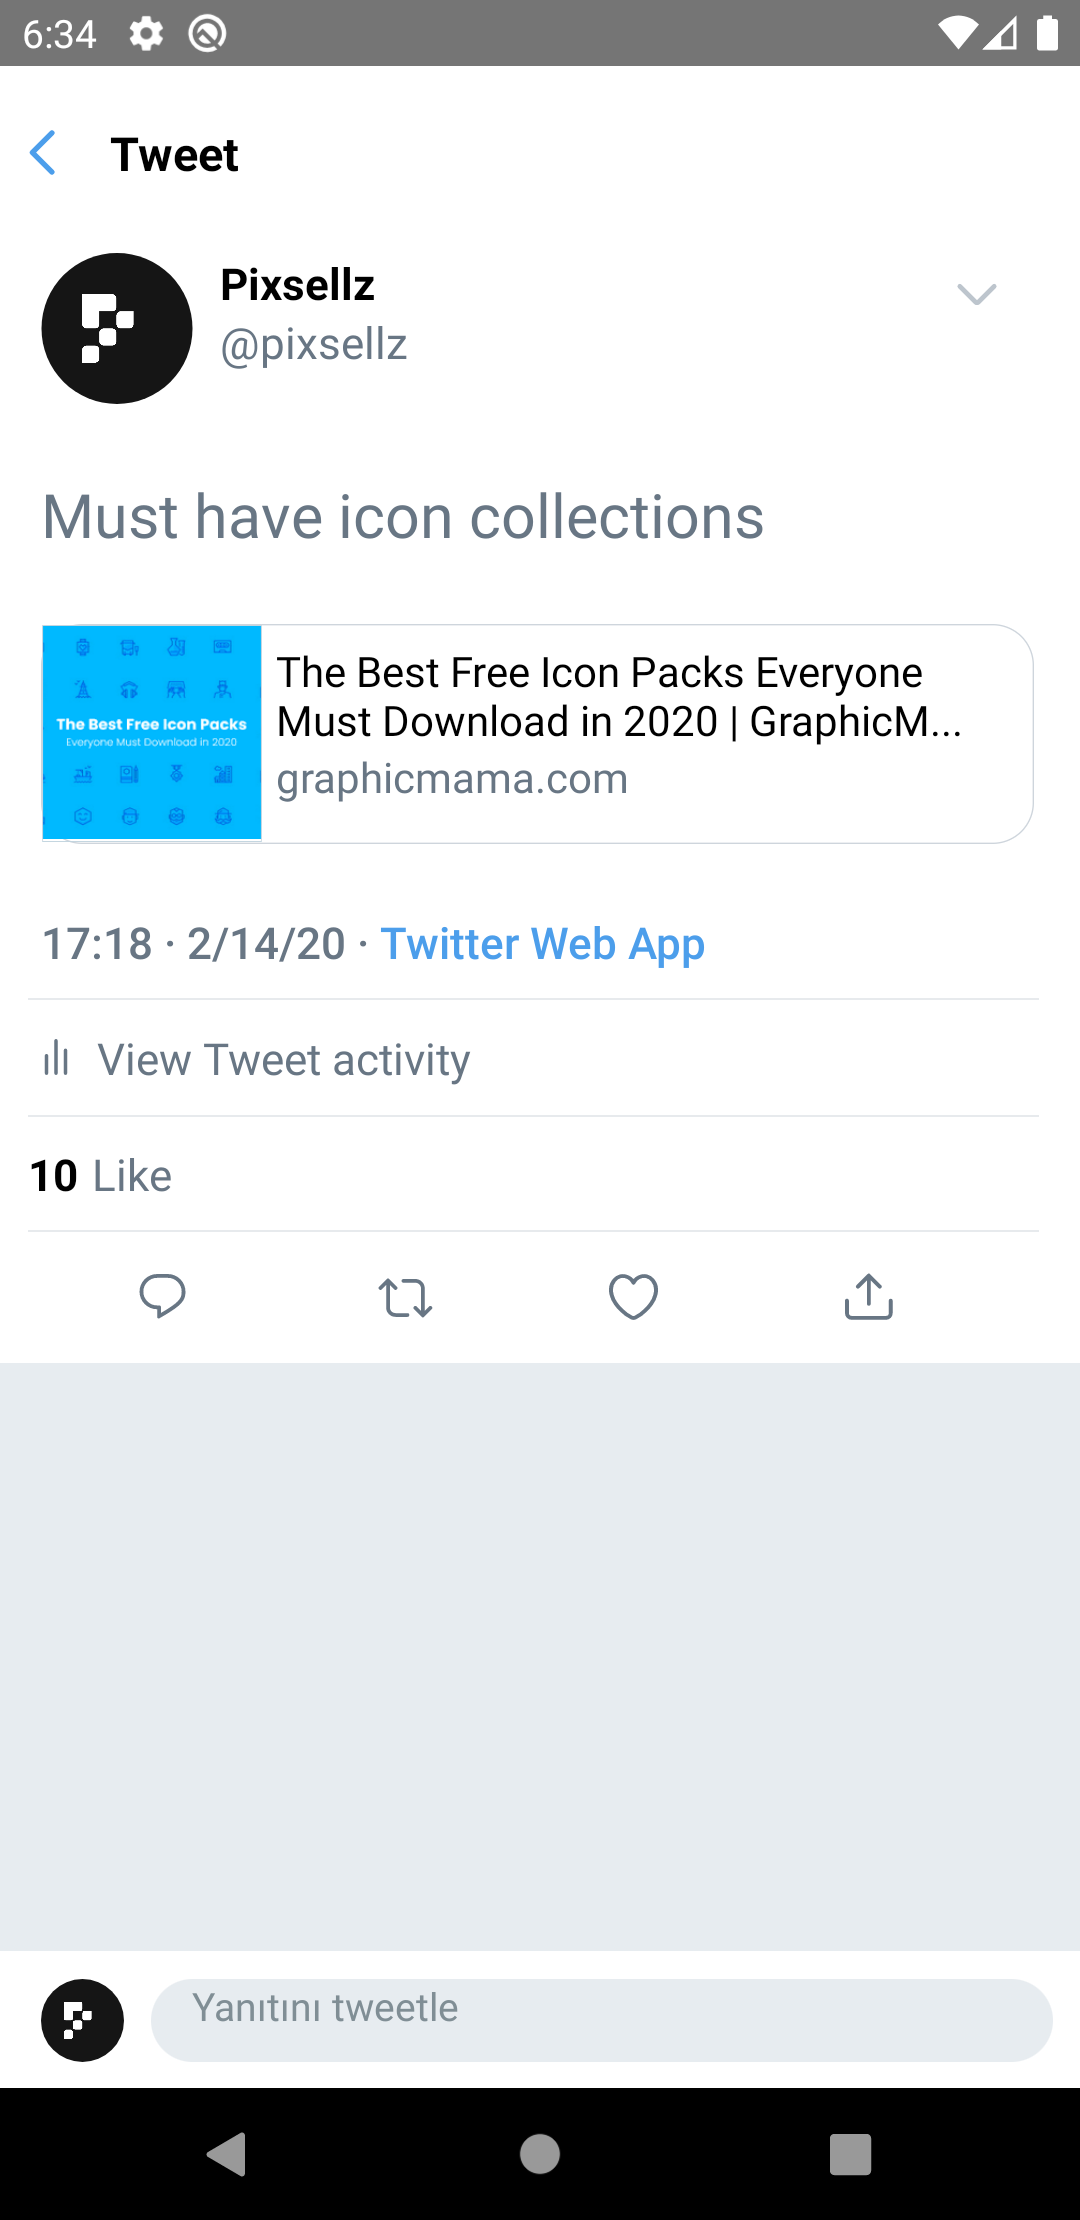 6:34
Tweet
Pixsellz
@pixsellz
Must have icon collections
The Best Free Icon Packs
Everyone Must Download in 2020
The Best Free Icon Packs Everyone
Must Download in 2020 | GraphicM...
graphicmama.com
17:18 · 2/14/20 · Twitter Web App
View Tweet activity
10 Like
Yanıtını tweetle